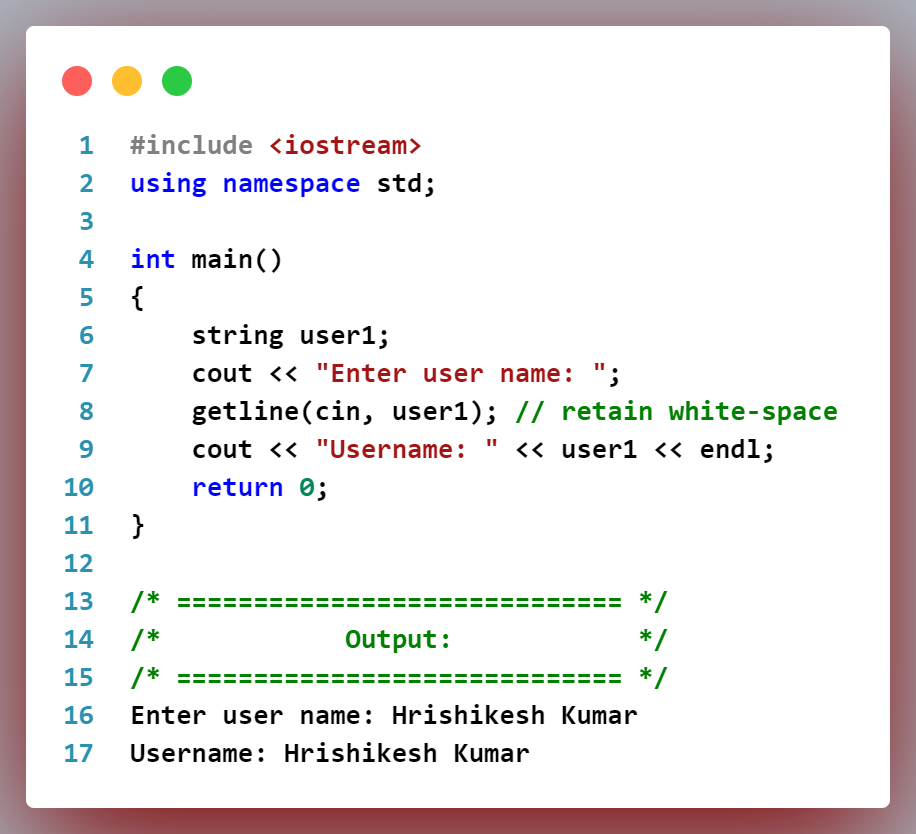 1 #include <iostream>
2 using namespace std;
3
4 int main()
5 {
6     string user1;
7     cout << "Enter user name: ";
8     getline(cin, user1); // retain white-space
9     cout << "Username: " << user1 << endl;
10     return 0;
11 }
12
13 /* ============================= */
14 /*            Output:            */
15 /* ============================= */
16 Enter user name: Hrishikesh Kumar
17 Username: Hrishikesh Kumar